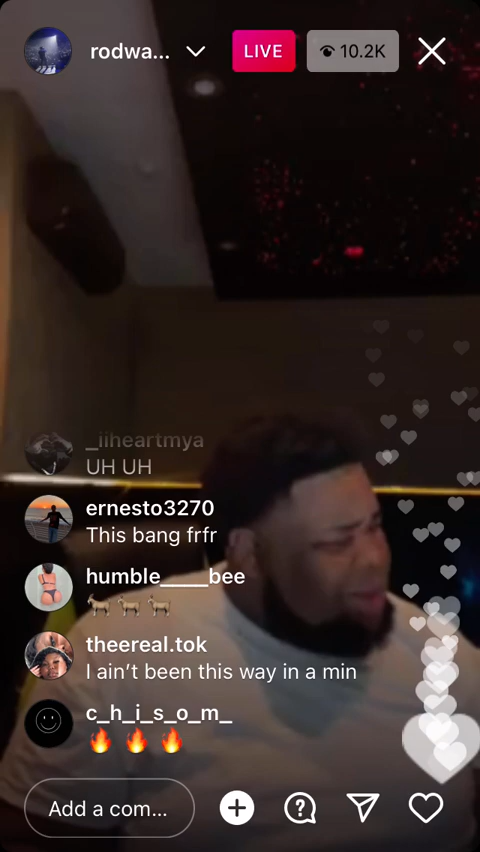 rodwa...
LIVE
10.2K
_iiheartmya
UH UH
ernesto3270
This bang frfr
humble____bee
🐐 🐐 🐐
theereal.tok
I ain't been this way in a min
c_h_i_s_o_m_
🔥 🔥 🔥
Add a com...